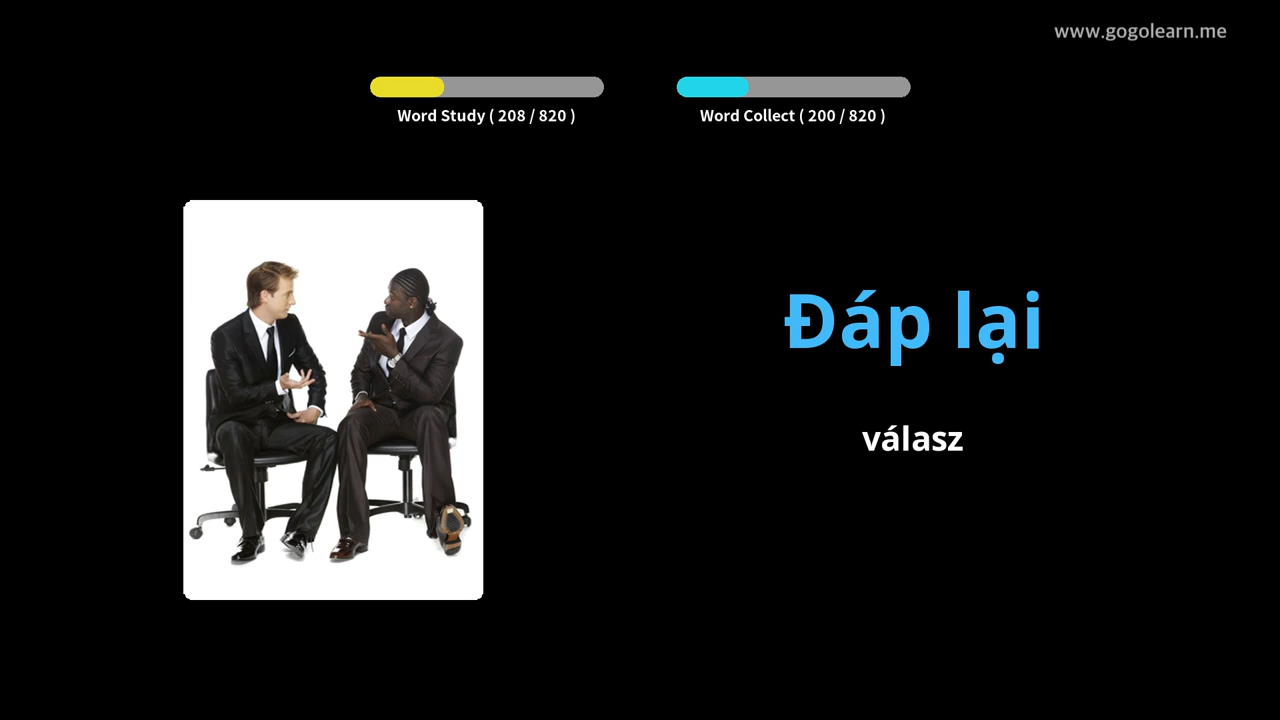 www.gogolearn.me
Word Study ( 208 / 820 )
Word Collect ( 200 / 820 )
Đáp lại
válasz